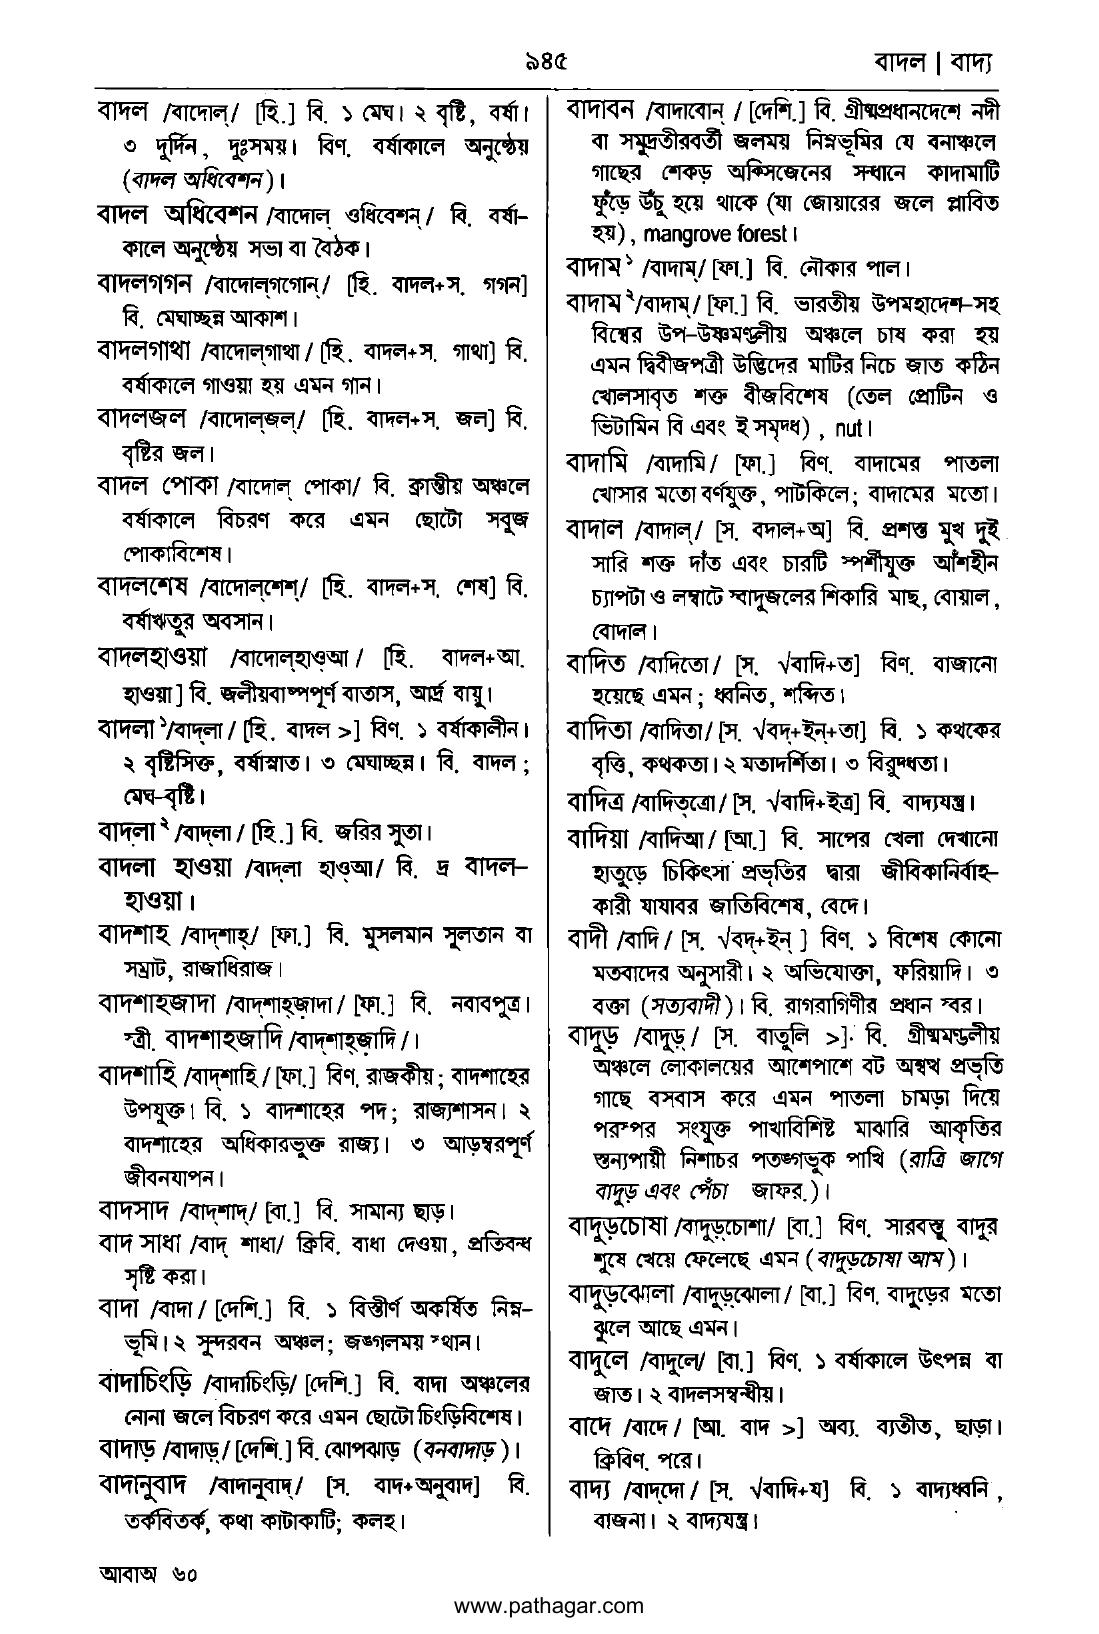 ৯৪৫
বাদল | বাদ্য
বাদল /বাদোল্/ [হি.] বি. ১ মেঘ। ২ বৃষ্টি, বর্ষা।
৩ দুর্দিন, দুঃসময়। বিণ. বর্ষাকালে অনুষ্ঠেয়
(বাদল অধিবেশন)।
বাদল অধিবেশন /বাদোল্ ওধিবেশন্/ বি. বর্ষা-
কালে অনুষ্ঠেয় সভা বা বৈঠক।
বাদলগগন /বাদোল্‌গগোন্/ [হি. বাদল+স. গগন]
বি. মেঘাচ্ছন্ন আকাশ।
বাদলগাথা /বাদোল্‌গাথা/ [হি. বাদল+স. গাথা] বি.
বর্ষাকালে গাওয়া হয় এমন গান।
বাদলজল /বাদোল্‌জল্/ [হি. বাদল+স. জল] বি.
বৃষ্টির জল।
বাদল পোকা /বাদোল্ পোকা/ বি. ক্রান্তীয় অঞ্চলে
বর্ষাকালে বিচরণ করে এমন ছোটো সবুজ
পোকাবিশেষ।
বাদলশেষ /বাদোল্‌শেশ্/ [হি. বাদল+স. শেষ] বি.
বর্ষাঋতুর অবসান।
বাদলহাওয়া /বাদোল্‌হাও্আ/ [হি. বাদল+আ.
হাওয়া] বি. জলীয়বাষ্পপূর্ণ বাতাস, আর্দ্র বায়ু।
বাদলা১ /বাদ্‌লা/ [হি. বাদল >] বিণ. ১ বর্ষাকালীন।
২ বৃষ্টিসিক্ত, বর্ষাস্নাত। ৩ মেঘাচ্ছন্ন। বি. বাদল;
মেঘ-বৃষ্টি।
বাদলা২ /বাদ্‌লা/ [হি.] বি. জরির সুতা।
বাদলা হাওয়া /বাদ্‌লা হাও্আ/ বি. দ্র বাদল-
হাওয়া।
বাদশাহ /বাদ্‌শাহ্/ [ফা.] বি. মুসলমান সুলতান বা
সম্রাট, রাজাধিরাজ।
বাদশাহজাদা /বাদ্‌শাহ্‌জ়াদা/ [ফা.] বি. নবাবপুত্র।
স্ত্রী. বাদশাহজাদি /বাদ্‌শাহ্‌জ়াদি/।
বাদশাহি /বাদ্‌শাহি/ [ফা.] বিণ. রাজকীয়; বাদশাহের
উপযুক্ত। বি. ১ বাদশাহের পদ; রাজ্যশাসন। ২
বাদশাহের অধিকারভুক্ত রাজ্য। ৩ আড়ম্বরপূর্ণ
জীবনযাপন।
বাদসাদ /বাদ্‌শাদ্/ [বা.] বি. সামান্য ছাড়।
বাদ সাধা /বাদ্ শাধা/ ক্রিবি. বাধা দেওয়া, প্রতিবন্ধ
সৃষ্টি করা।
বাদা /বাদা/ [দেশি.] বি. ১ বিস্তীর্ণ অকর্ষিত নিম্ন-
ভূমি। ২ সুন্দরবন অঞ্চল; জঙ্গলময় স্থান।
বাদাচিংড়ি /বাদাচিংড়ি/ [দেশি.] বি. বাদা অঞ্চলের
নোনা জলে বিচরণ করে এমন ছোটো চিংড়িবিশেষ।
বাদাড় /বাদাড়্/ [দেশি.] বি. ঝোপঝাড় (বনবাদাড়)।
বাদানুবাদ /বাদানুবাদ্/ [স. বাদ+অনুবাদ] বি.
তর্কবিতর্ক, কথা কাটাকাটি; কলহ।
বাদাবন /বাদাবোন্/ [দেশি.] বি. গ্রীষ্মপ্রধানদেশে নদী
বা সমুদ্রতীরবর্তী জলময় নিম্নভূমির যে বনাঞ্চলে
গাছের শেকড় অক্সিজেনের সন্ধানে কাদামাটি
ফুঁড়ে উঁচু হয়ে থাকে (যা জোয়ারের জলে প্লাবিত
হয়), mangrove forest।
বাদাম১ /বাদাম্/ [ফা.] বি. নৌকার পাল।
বাদাম২ /বাদাম্/ [ফা.] বি. ভারতীয় উপমহাদেশ-সহ
বিশ্বের উপ-উষ্ণমণ্ডলীয় অঞ্চলে চাষ করা হয়
এমন দ্বিবীজপত্রী উদ্ভিদের মাটির নিচে জাত কঠিন
খোলসাবৃত শক্ত বীজবিশেষ (তেল প্রোটিন ও
ভিটামিন বি এবং ই সমৃদ্ধ), nut।
বাদামি /বাদামি/ [ফা.] বিণ. বাদামের পাতলা
খোসার মতো বর্ণযুক্ত, পাটকিলে; বাদামের মতো।
বাদাল /বাদাল্/ [স. বদাল+অ] বি. প্রশস্ত মুখ দুই
সারি শক্ত দাঁত এবং চারটি স্পর্শীযুক্ত আঁশহীন
চ্যাপটা ও লম্বাটে স্বাদুজলের শিকারি মাছ, বোয়াল,
বোদাল।
বাদিত /বাদিতো/ [স. √বাদি+ত] বিণ. বাজানো
হয়েছে এমন; ধ্বনিত, শব্দিত।
বাদিতা /বাদিতা/ [স. √বদ্+ইন্+তা] বি. ১ কথকের
বৃত্তি, কথকতা। ২ মতাদর্শিতা। ৩ বিরুদ্ধতা।
বাদিত্র /বাদিত্‌ত্রো/ [স. √বাদি+ইত্র] বি. বাদ্যযন্ত্র।
বাদিয়া /বাদিআ/ [আ.] বি. সাপের খেলা দেখানো
হাতুড়ে চিকিৎসা প্রভৃতির দ্বারা জীবিকানির্বাহ-
কারী যাযাবর জাতিবিশেষ, বেদে।
বাদী /বাদি/ [স. √বদ্+ইন্ ] বিণ. ১ বিশেষ কোনো
মতবাদের অনুসারী। ২ অভিযোক্তা, ফরিয়াদি। ৩
বক্তা (সত্যবাদী)। বি. রাগরাগিণীর প্রধান স্বর।
বাদুড় /বাদুড়্/ [স. বাতুলি >]. বি. গ্রীষ্মমণ্ডলীয়
অঞ্চলে লোকালয়ের আশেপাশে বট অশ্বত্থ প্রভৃতি
গাছে বসবাস করে এমন পাতলা চামড়া দিয়ে
পরস্পর সংযুক্ত পাখাবিশিষ্ট মাঝারি আকৃতির
স্তন্যপায়ী নিশাচর পতঙ্গভুক পাখি (রাত্রি জাগে
বাদুড় এবং পেঁচা জাফর.)।
বাদুড়চোষা /বাদুড়্‌চোশা/ [বা.] বিণ. সারবস্তু বাদুর
শুষে খেয়ে ফেলেছে এমন (বাদুড়চোষা আম)।
বাদুড়ঝোলা /বাদুড়্‌ঝোলা/ [বা.] বিণ. বাদুড়ের মতো
ঝুলে আছে এমন।
বাদুলে /বাদুলে/ [বা.] বিণ. ১ বর্ষাকালে উৎপন্ন বা
জাত। ২ বাদলসম্বন্ধীয়।
বাদে /বাদে/ [আ. বাদ >] অব্য. ব্যতীত, ছাড়া।
ক্রিবিণ. পরে।
বাদ্য /বাদ্‌দো/ [স. √বাদি+য] বি. ১ বাদ্যধ্বনি,
বাজনা। ২ বাদ্যযন্ত্র।
আবাঅ ৬০
www.pathagar.com